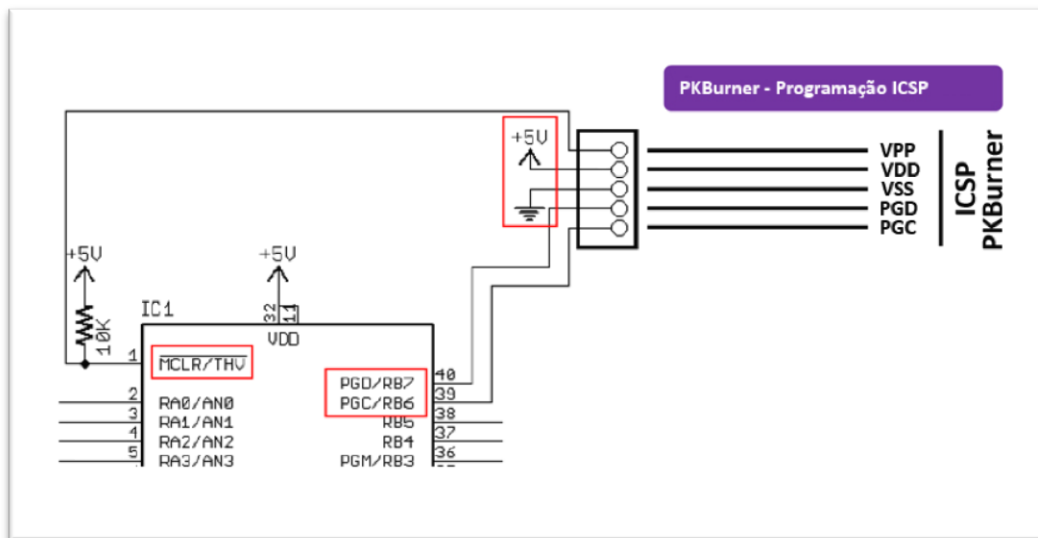 PKBurner - Programação ICSP
+5V
VPP
VDD
VSS
PGD
PGC
ICSP
PKBurner
+5V
+5V
10K
IC1
32
11
VDD
1
MCLR/THV
2
RA0/AN0
3
RA1/AN1
4
RA2/AN2
5
RA3/AN3
40
PGD/RB7
39
PGC/RB6
38
RB5
37
RB4
36
PGM/RB3